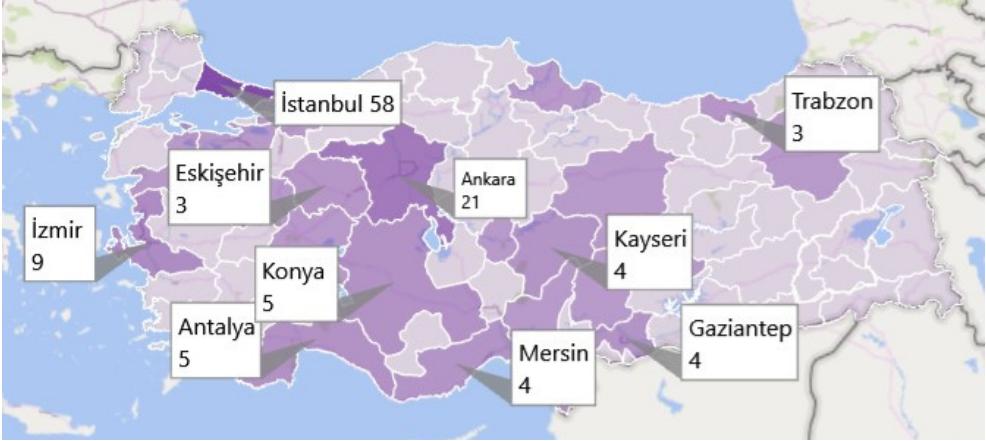 İstanbul 58
Trabzon
3
Eskişehir
3
Ankara
21
İzmir
9
Kayseri
4
Konya
5
Antalya
5
Gaziantep
4
Mersin
4